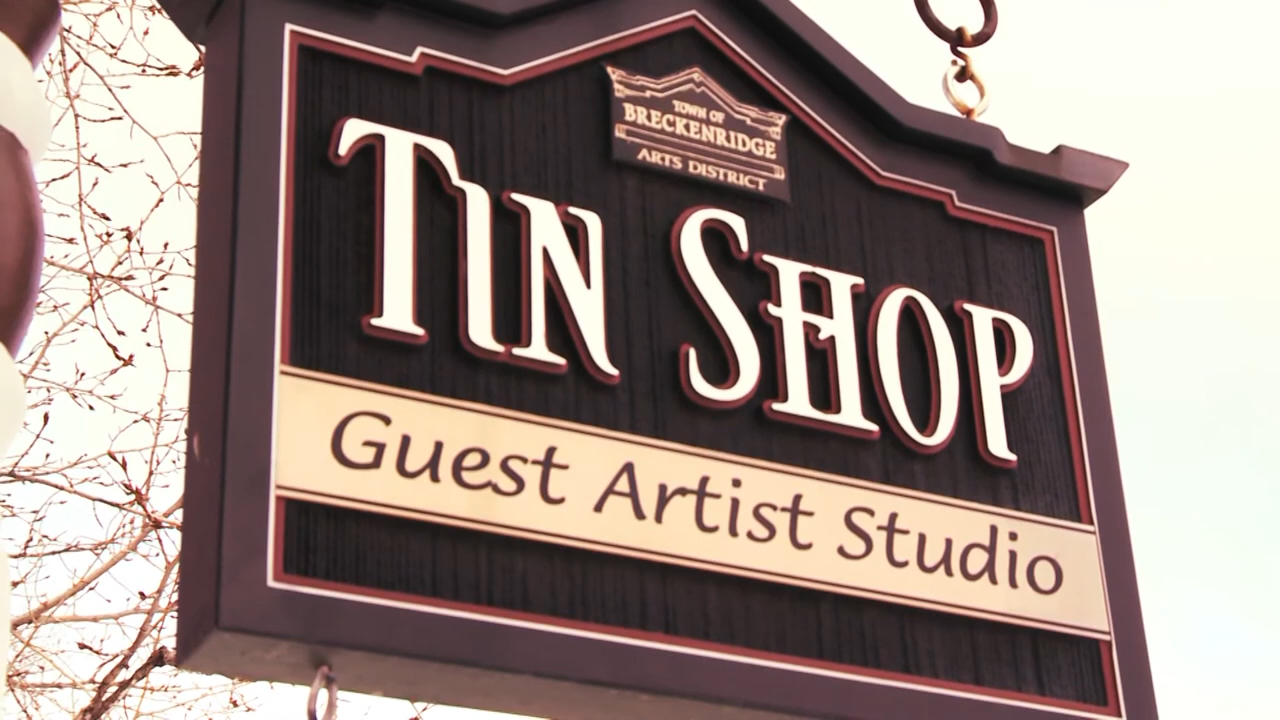 TOWN OF
BRECKENRIDGE
ARTS DISTRICT
TIN SHOP
Guest Artist Studio